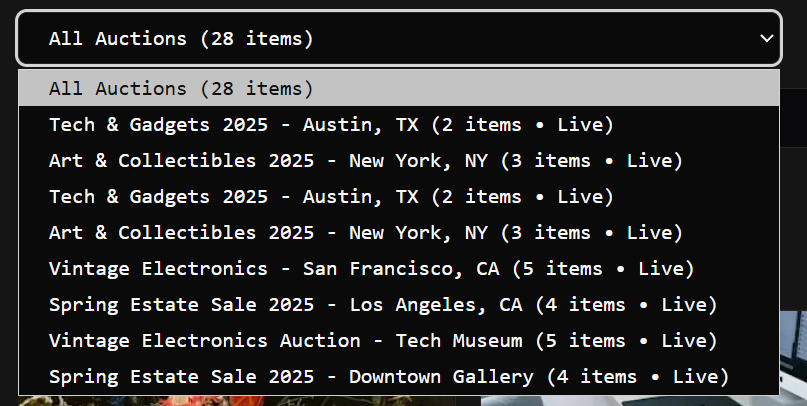 All Auctions (28 items)
All Auctions (28 items)
Tech & Gadgets 2025 - Austin, TX (2 items • Live)
Art & Collectibles 2025 - New York, NY (3 items • Live)
Tech & Gadgets 2025 - Austin, TX (2 items • Live)
Art & Collectibles 2025 - New York, NY (3 items • Live)
Vintage Electronics - San Francisco, CA (5 items • Live)
Spring Estate Sale 2025 - Los Angeles, CA (4 items • Live)
Vintage Electronics Auction - Tech Museum (5 items • Live)
Spring Estate Sale 2025 - Downtown Gallery (4 items • Live)